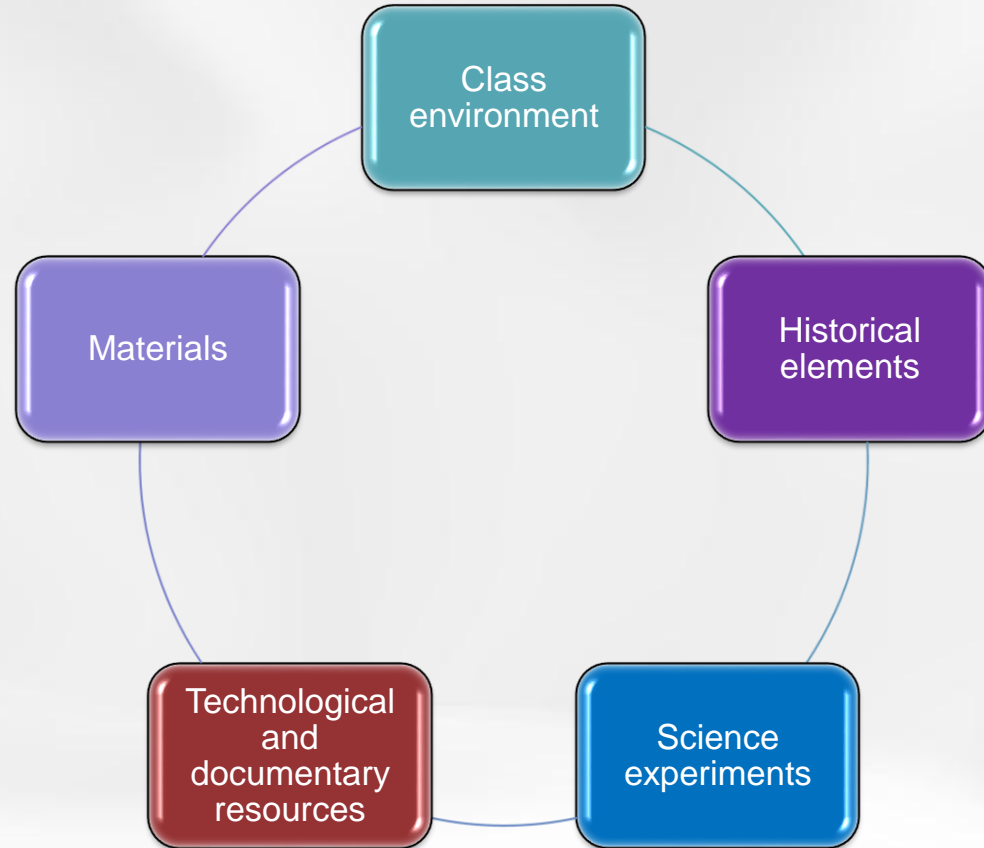 Class
environment
Historical
elements
Science
experiments
Technological
and
documentary
resources
Materials